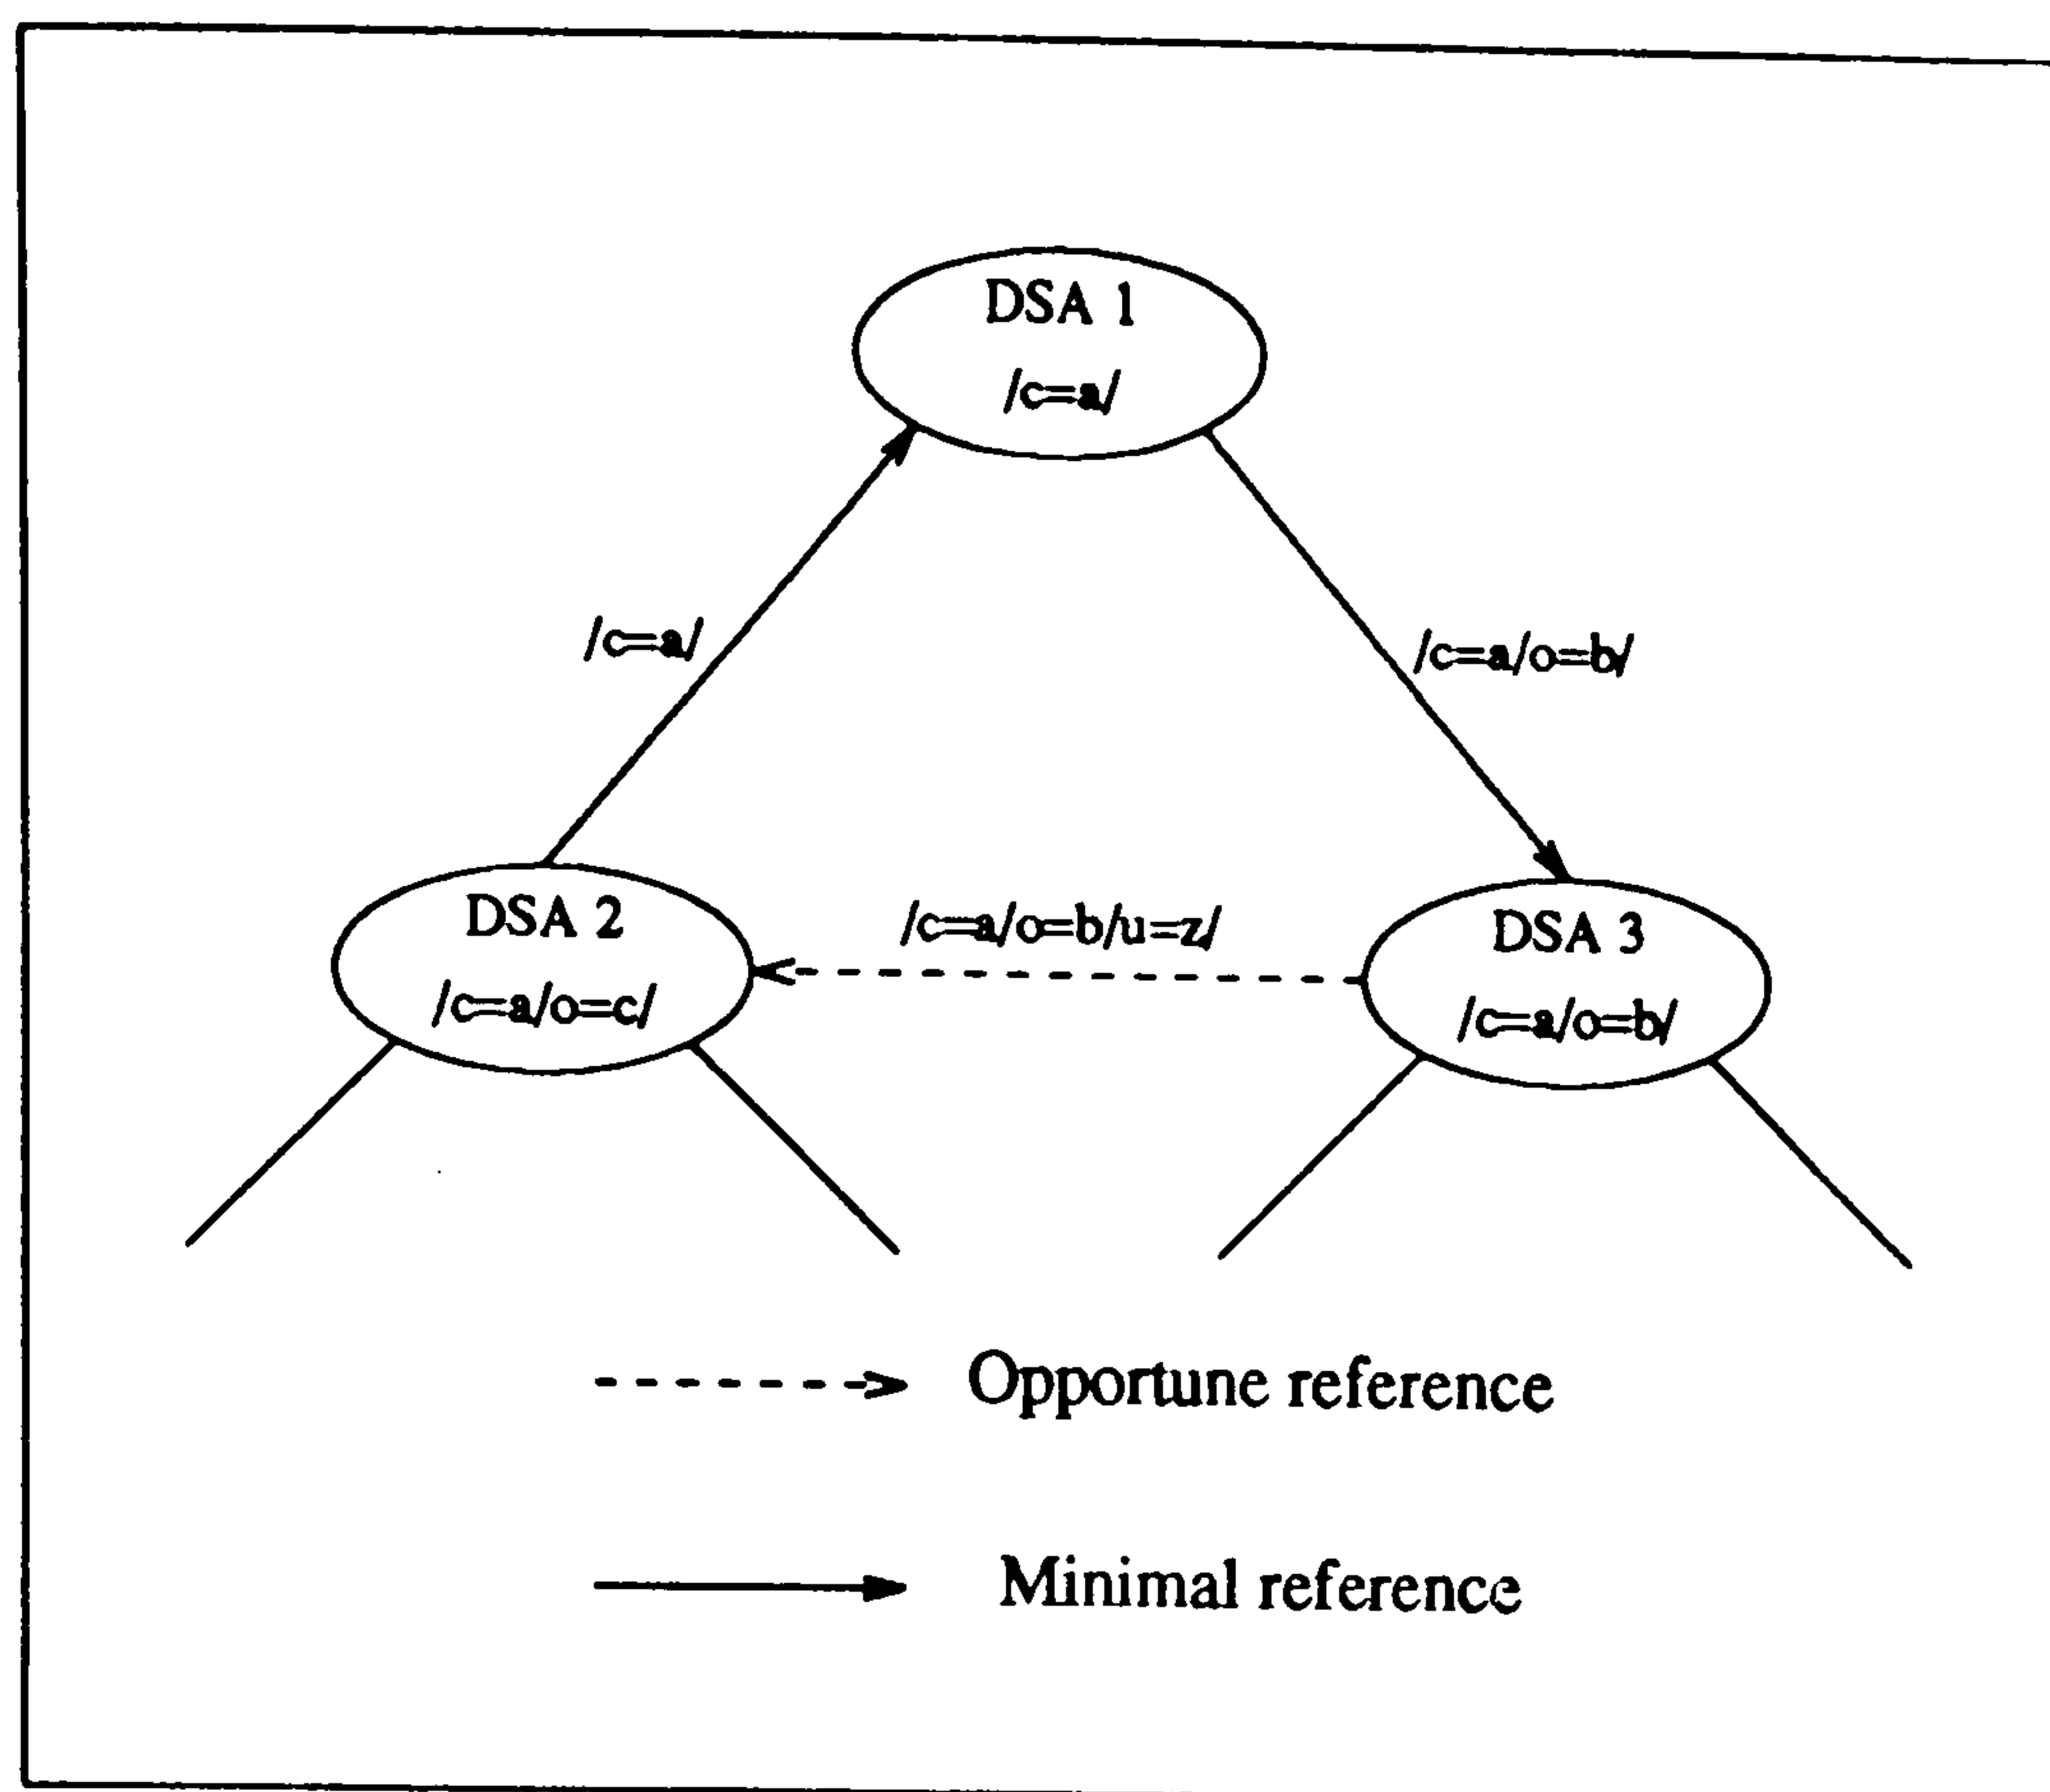 DSA 1
/c=a/
/c=a/
/c=a/o=b/
DSA 2
/c=a/o=c/
/c=a/o=b/u=z/
DSA 3
/c=a/o=b/
Opportune reference
Minimal reference